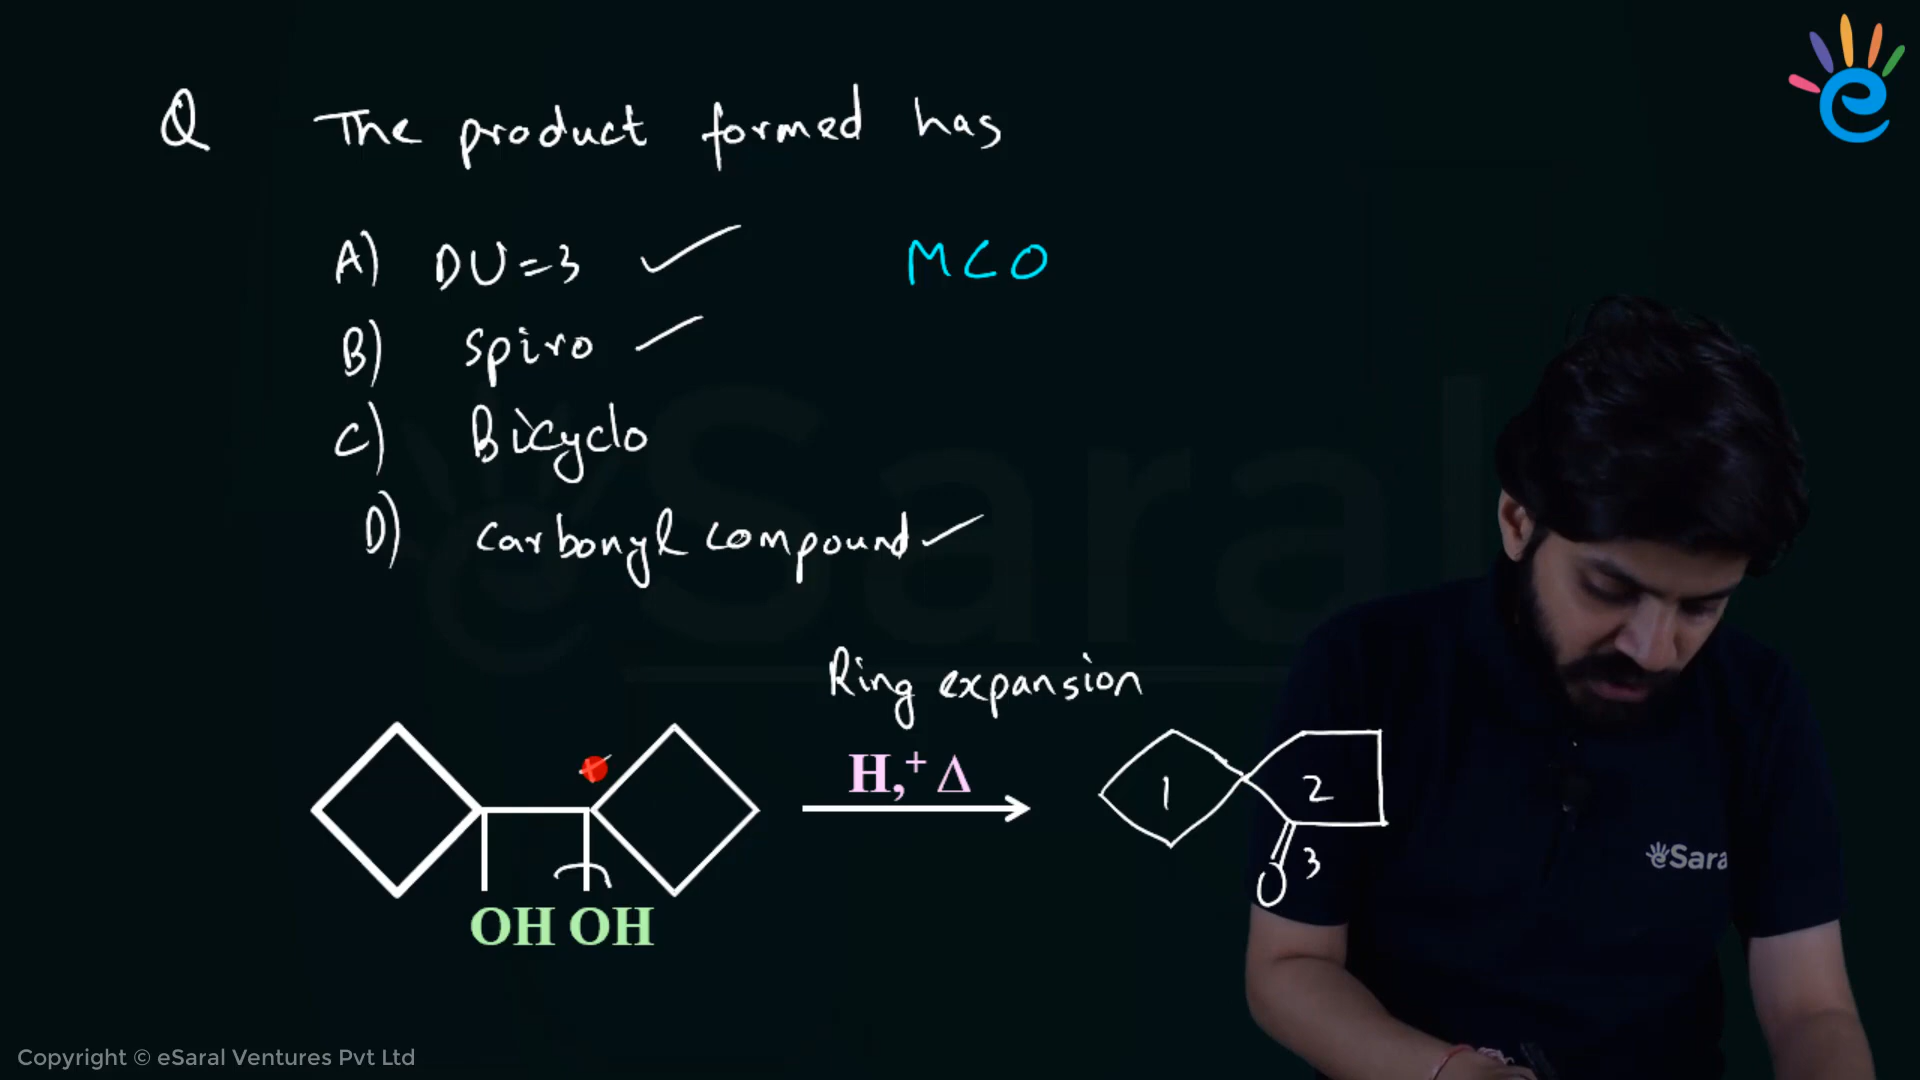 Q The product formed has
A) DU=3 MCO
B) Spiro
C) Bicyclo
D) Carbonyl compound
Ring expansion
H,+ Δ
1 2
O 3
OH OH
eSaral
eSara
Copyright © eSaral Ventures Pvt Ltd